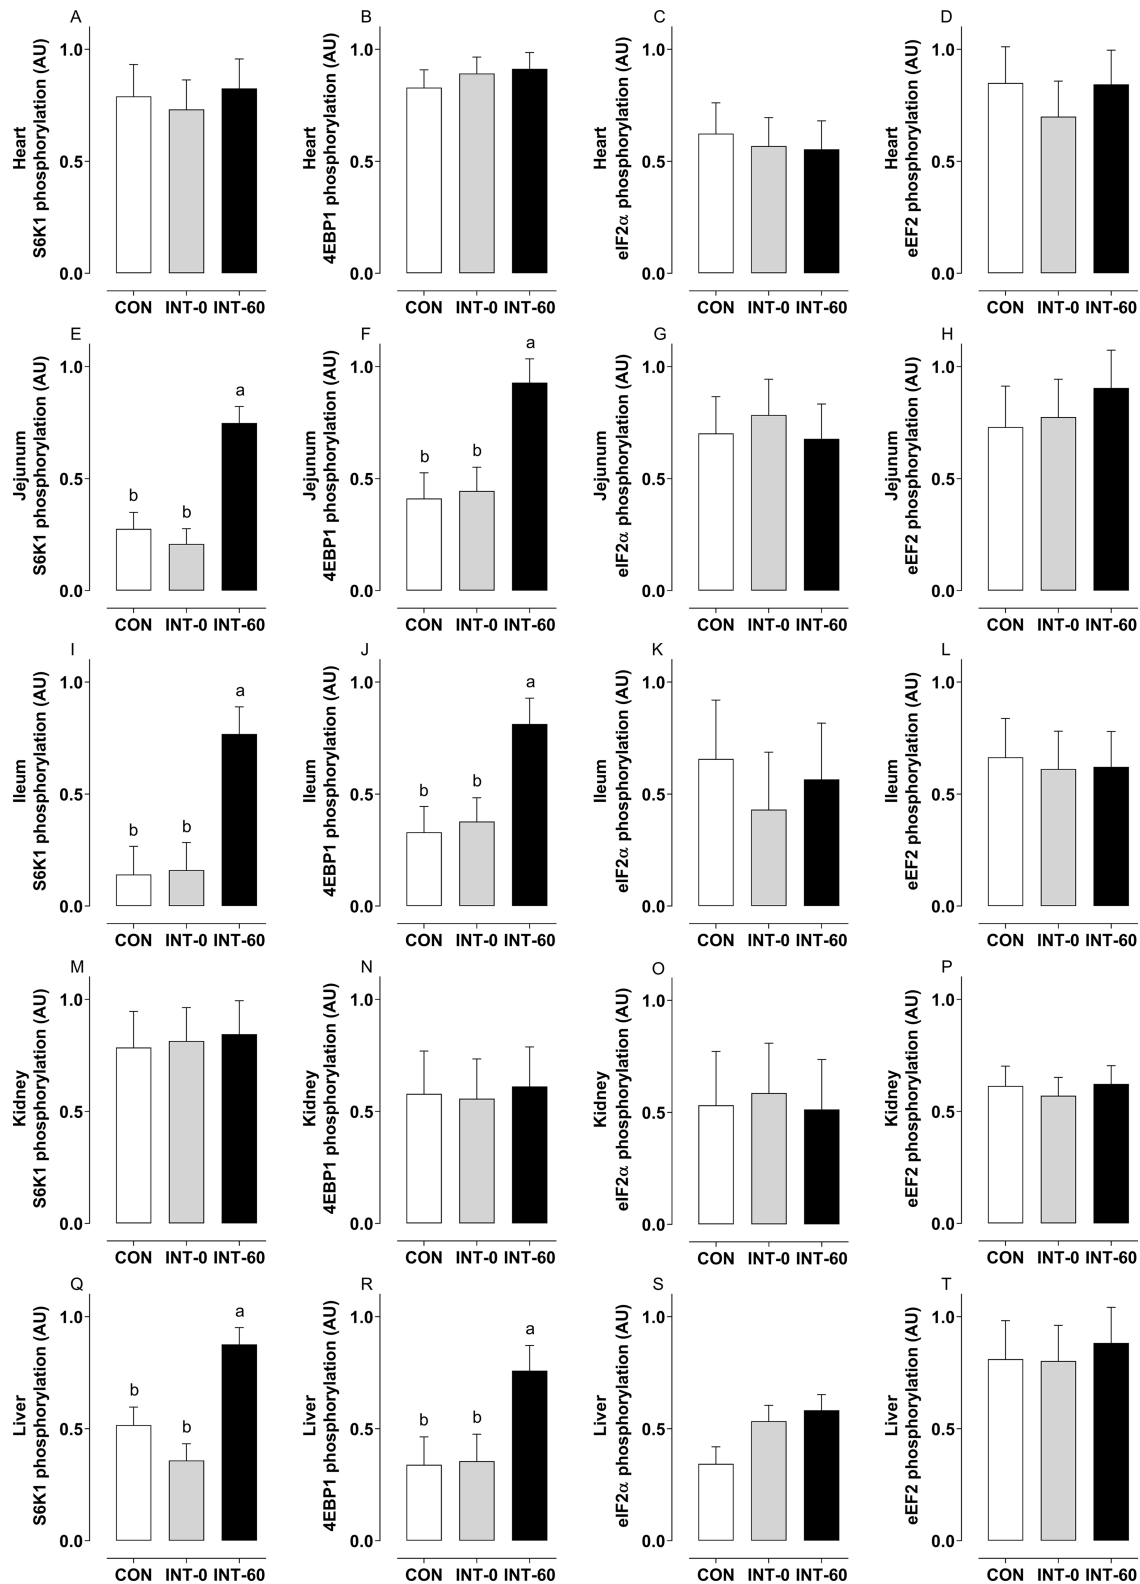 A
Heart
S6K1 phosphorylation (AU)
1.0
0.5
0.0
CON INT-0 INT-60
B
Heart
4EBP1 phosphorylation (AU)
1.0
0.5
0.0
CON INT-0 INT-60
C
Heart
eIF2α phosphorylation (AU)
1.0
0.5
0.0
CON INT-0 INT-60
D
Heart
eEF2 phosphorylation (AU)
1.0
0.5
0.0
CON INT-0 INT-60
E
Jejunum
S6K1 phosphorylation (AU)
1.0
0.5
0.0
b b a
CON INT-0 INT-60
F
Jejunum
4EBP1 phosphorylation (AU)
1.0
0.5
0.0
b b a
CON INT-0 INT-60
G
Jejunum
eIF2α phosphorylation (AU)
1.0
0.5
0.0
CON INT-0 INT-60
H
Jejunum
eEF2 phosphorylation (AU)
1.0
0.5
0.0
CON INT-0 INT-60
I
Ileum
S6K1 phosphorylation (AU)
1.0
0.5
0.0
b b a
CON INT-0 INT-60
J
Ileum
4EBP1 phosphorylation (AU)
1.0
0.5
0.0
b b a
CON INT-0 INT-60
K
Ileum
eIF2α phosphorylation (AU)
1.0
0.5
0.0
CON INT-0 INT-60
L
Ileum
eEF2 phosphorylation (AU)
1.0
0.5
0.0
CON INT-0 INT-60
M
Kidney
S6K1 phosphorylation (AU)
1.0
0.5
0.0
CON INT-0 INT-60
N
Kidney
4EBP1 phosphorylation (AU)
1.0
0.5
0.0
CON INT-0 INT-60
O
Kidney
eIF2α phosphorylation (AU)
1.0
0.5
0.0
CON INT-0 INT-60
P
Kidney
eEF2 phosphorylation (AU)
1.0
0.5
0.0
CON INT-0 INT-60
Q
Liver
S6K1 phosphorylation (AU)
1.0
0.5
0.0
b b a
CON INT-0 INT-60
R
Liver
4EBP1 phosphorylation (AU)
1.0
0.5
0.0
b b a
CON INT-0 INT-60
S
Liver
eIF2α phosphorylation (AU)
1.0
0.5
0.0
CON INT-0 INT-60
T
Liver
eEF2 phosphorylation (AU)
1.0
0.5
0.0
CON INT-0 INT-60